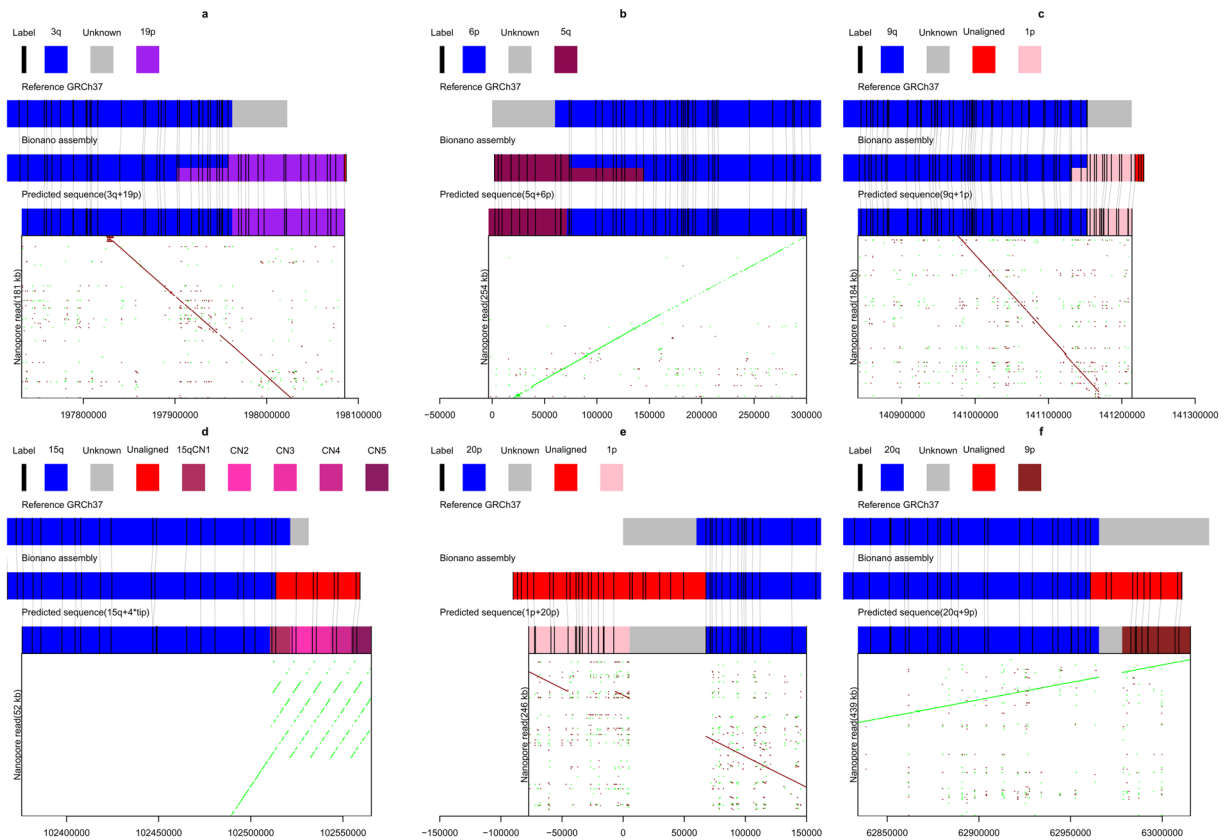 a
Label 3q Unknown 19p
Reference GRCh37
Bionano assembly
Predicted sequence(3q+19p)
Nanopore read(181 kb)
197800000 197900000 198000000 198100000
b
Label 6p Unknown 5q
Reference GRCh37
Bionano assembly
Predicted sequence(5q+6p)
Nanopore read(254 kb)
−50000 0 50000 100000 150000 200000 250000 300000
c
Label 9q Unknown Unaligned 1p
Reference GRCh37
Bionano assembly
Predicted sequence(9q+1p)
Nanopore read(184 kb)
140900000 141000000 141100000 141200000 141300000
d
Label 15q Unknown Unaligned 15qCN1 CN2 CN3 CN4 CN5
Reference GRCh37
Bionano assembly
Predicted sequence(15q+4*tip)
Nanopore read(52 kb)
102400000 102450000 102500000 102550000
e
Label 20p Unknown Unaligned 1p
Reference GRCh37
Bionano assembly
Predicted sequence(1p+20p)
Nanopore read(246 kb)
−150000 −100000 −50000 0 50000 100000 150000
f
Label 20q Unknown Unaligned 9p
Reference GRCh37
Bionano assembly
Predicted sequence(20q+9p)
Nanopore read(439 kb)
62850000 62900000 62950000 63000000